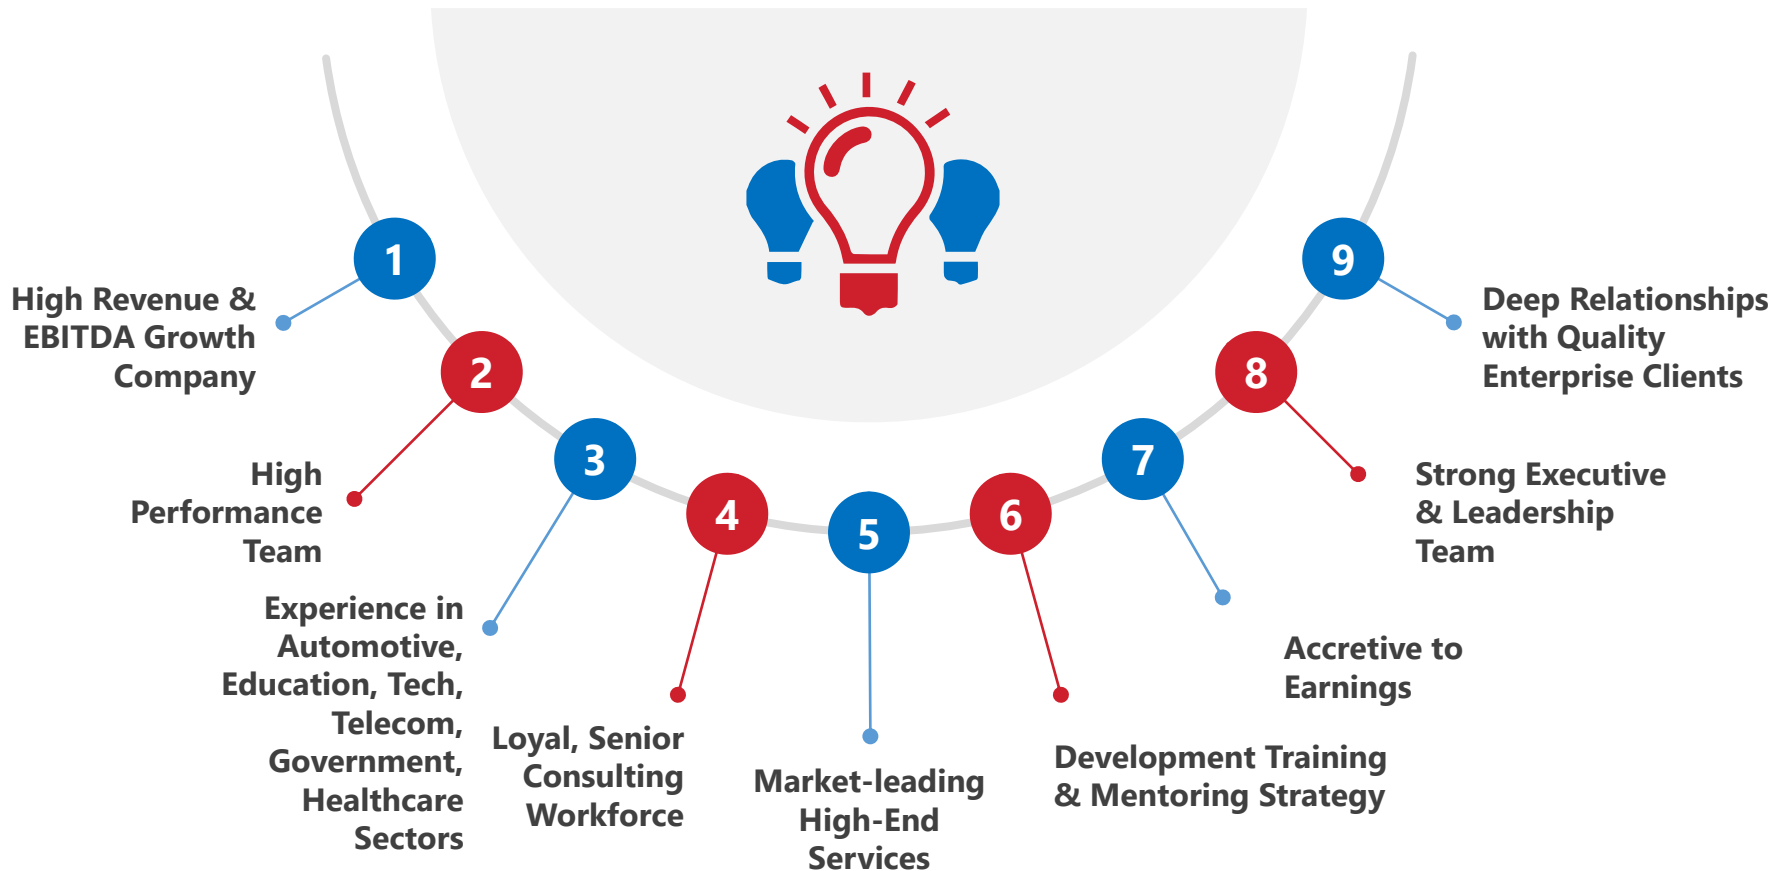 1
High Revenue &
EBITDA Growth
Company
2
High
Performance
Team
3
Experience in
Automotive,
Education, Tech,
Telecom,
Government,
Healthcare
Sectors
4
Loyal, Senior
Consulting
Workforce
5
Market-leading
High-End
Services
6
Development Training
& Mentoring Strategy
7
Accretive to
Earnings
8
Strong Executive
& Leadership
Team
9
Deep Relationships
with Quality
Enterprise Clients